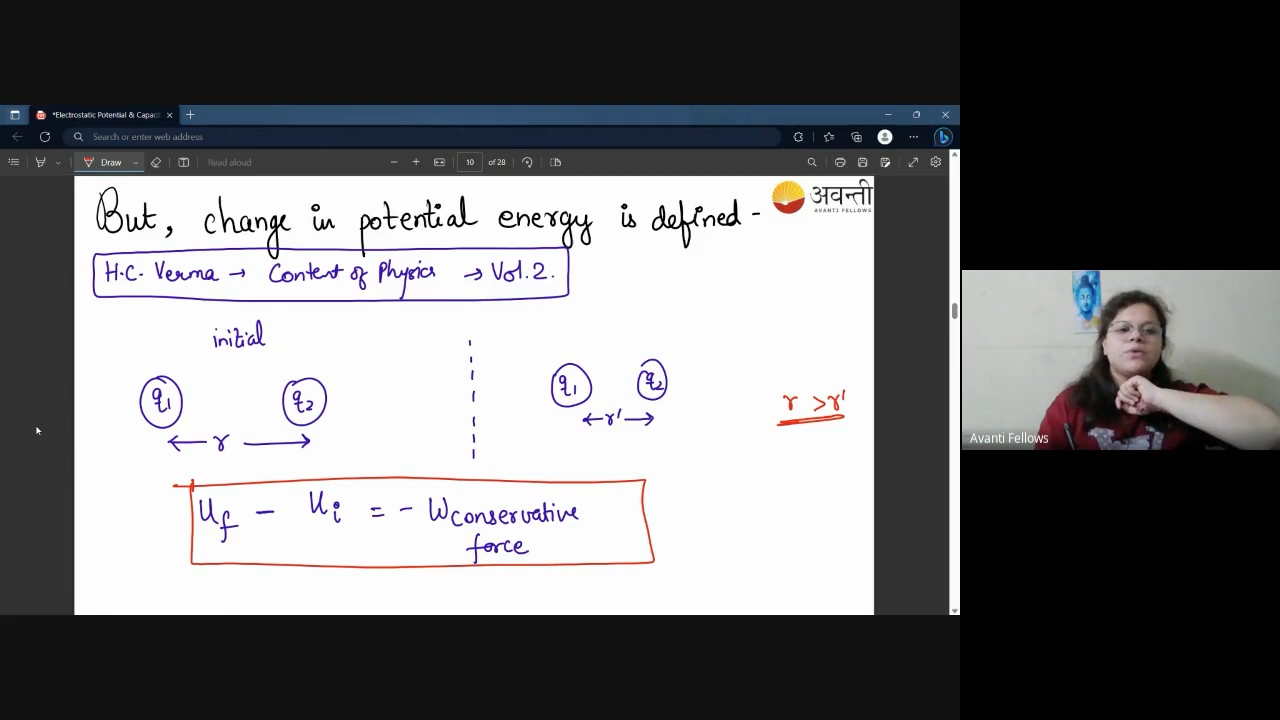 *Electrostatic Potential & Capaci
Search or enter web address
Draw
Read aloud
10 of 28
But, change in potential energy is defined -
अवन्ती
AVANTI FELLOWS
H.C. Verma → Content of Physics → Vol.2.
initial
q1 q2 q1 q2
r r'
r > r'
Uf - Ui = - Wconservative
force
Avanti Fellows